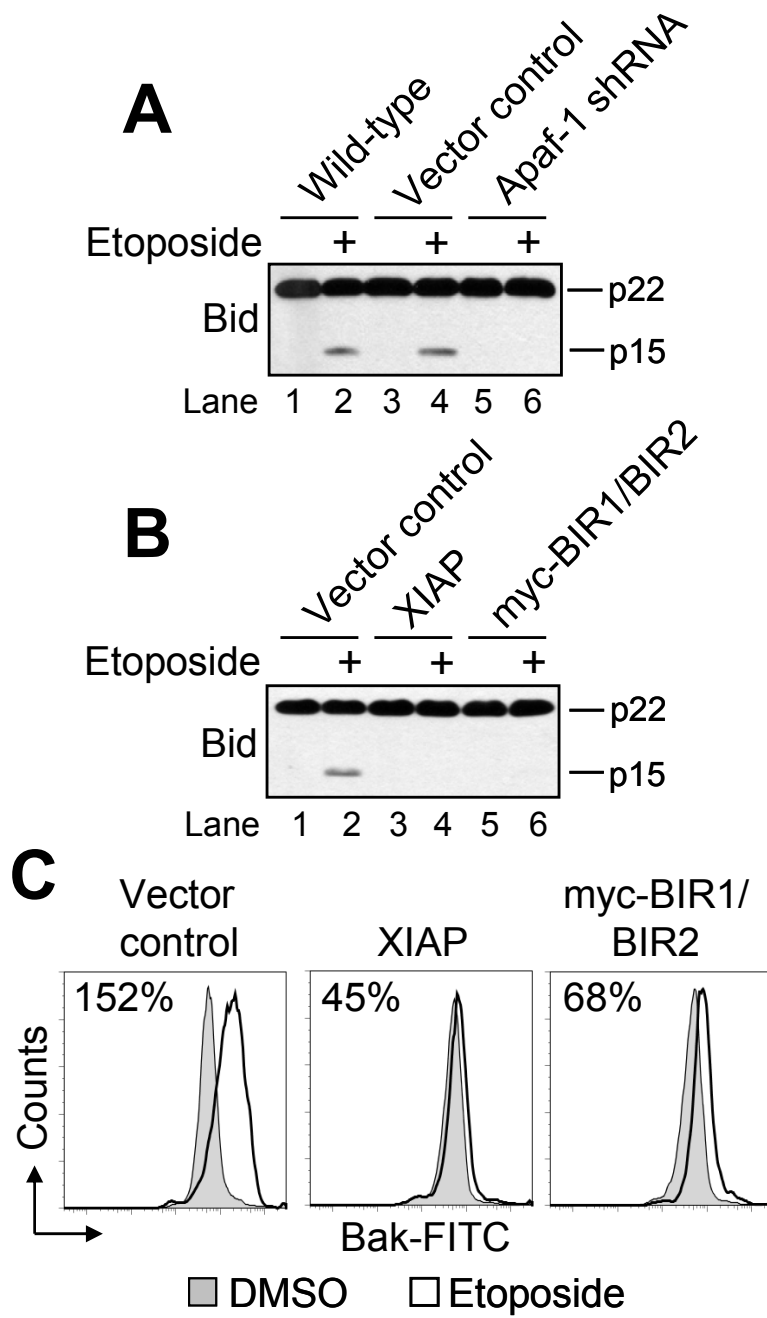 A
Wild-type
Vector control
Apaf-1 shRNA
Etoposide + + +
Bid
p22
p15
Lane 1 2 3 4 5 6
B
Vector control
XIAP
myc-BIR1/BIR2
Etoposide + + +
Bid
p22
p15
Lane 1 2 3 4 5 6
C
Vector
control
XIAP
myc-BIR1/
BIR2
152%
45%
68%
Counts
Bak-FITC
DMSO
Etoposide